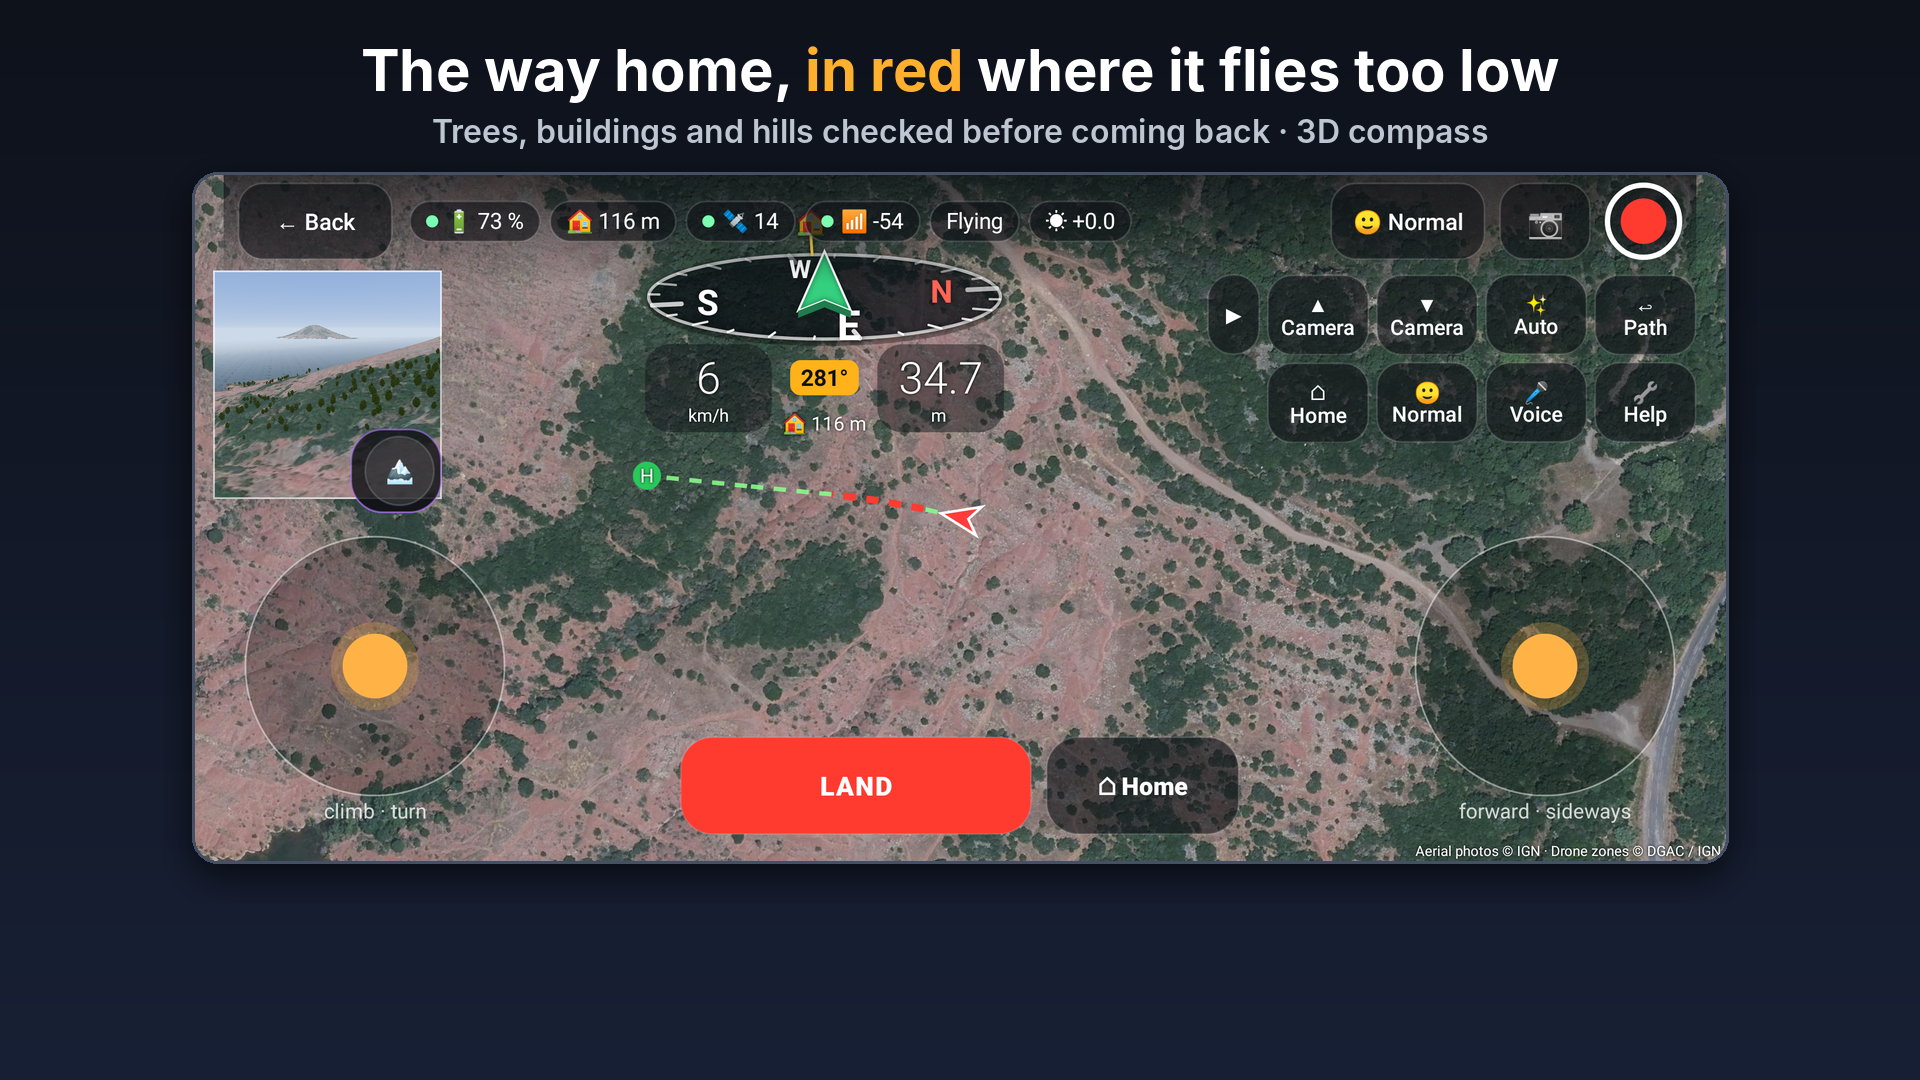 The way home, in red where it flies too low
Trees, buildings and hills checked before coming back · 3D compass
← Back
73 %
116 m
14
-54
Flying
+0.0
Normal
W
S
N
E
6
km/h
281°
34.7
m
116 m
▶
▲
Camera
▼
Camera
Auto
Path
Home
Normal
Voice
Help
H
climb · turn
LAND
Home
forward · sideways
Aerial photos © IGN · Drone zones © DGAC / IGN